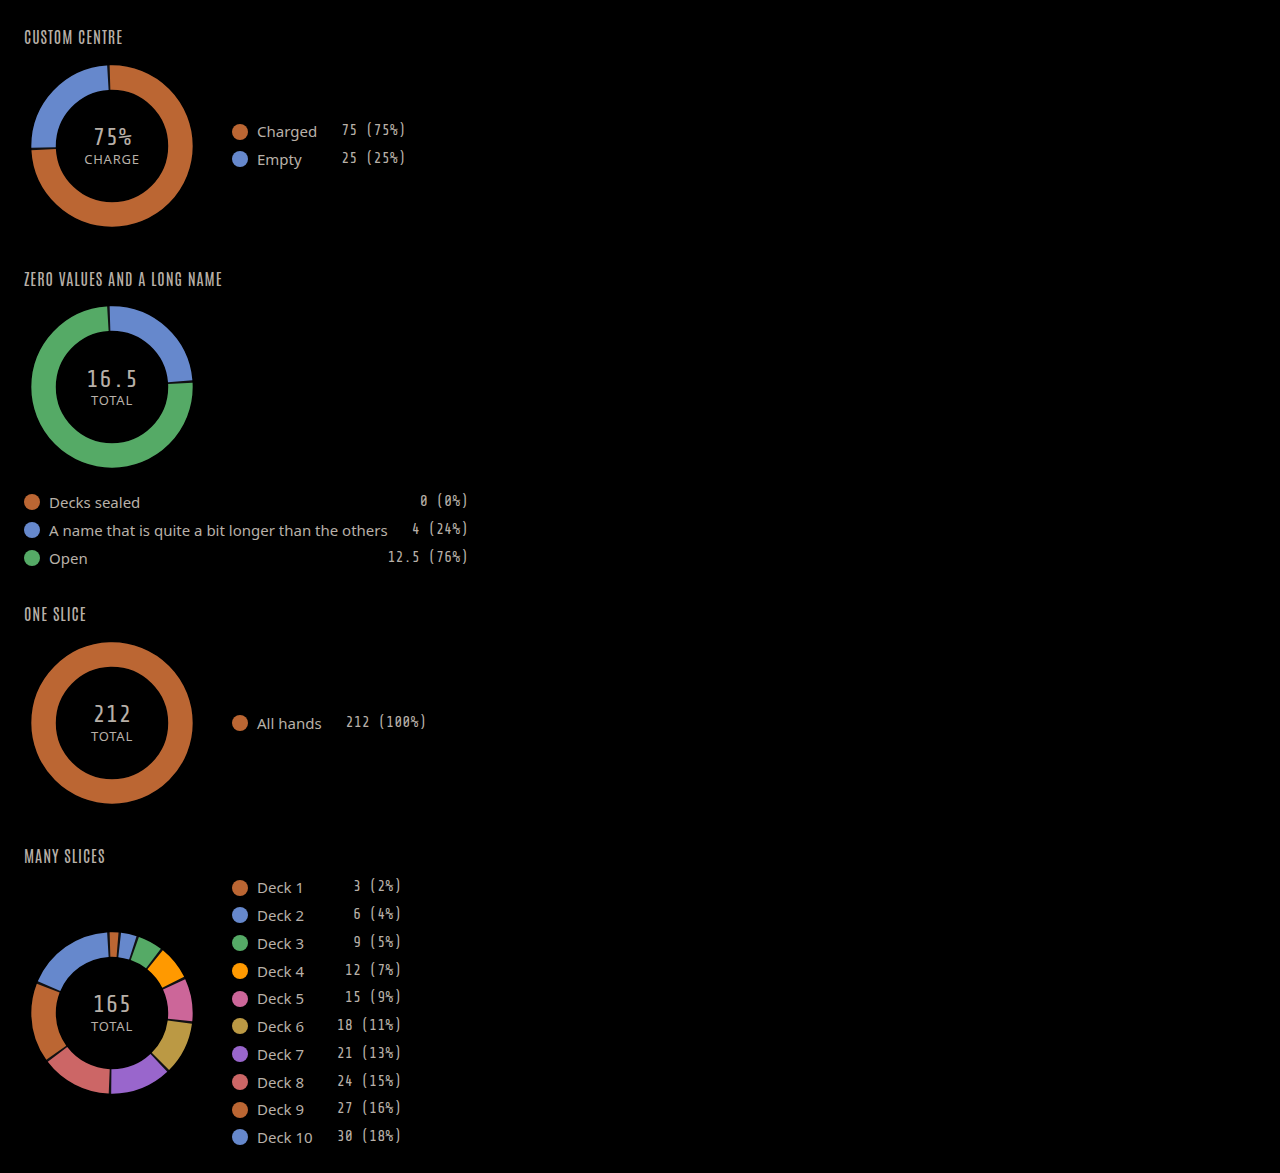 CUSTOM CENTRE
75%
CHARGE
Charged 75 (75%)
Empty 25 (25%)
ZERO VALUES AND A LONG NAME
16.5
TOTAL
Decks sealed 0 (0%)
A name that is quite a bit longer than the others 4 (24%)
Open 12.5 (76%)
ONE SLICE
212
TOTAL
All hands 212 (100%)
MANY SLICES
165
TOTAL
Deck 1 3 (2%)
Deck 2 6 (4%)
Deck 3 9 (5%)
Deck 4 12 (7%)
Deck 5 15 (9%)
Deck 6 18 (11%)
Deck 7 21 (13%)
Deck 8 24 (15%)
Deck 9 27 (16%)
Deck 10 30 (18%)